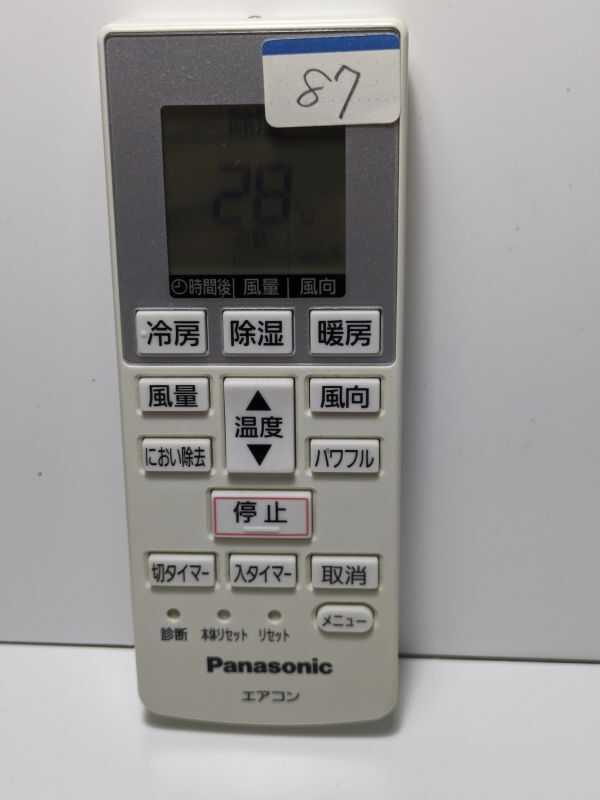 87
28
時間後 風量 風向
冷房 除湿 暖房
風量 温度 風向
におい除去 パワフル
停止
切タイマー 入タイマー 取消
メニュー
診断 本体リセット リセット
Panasonic
エアコン